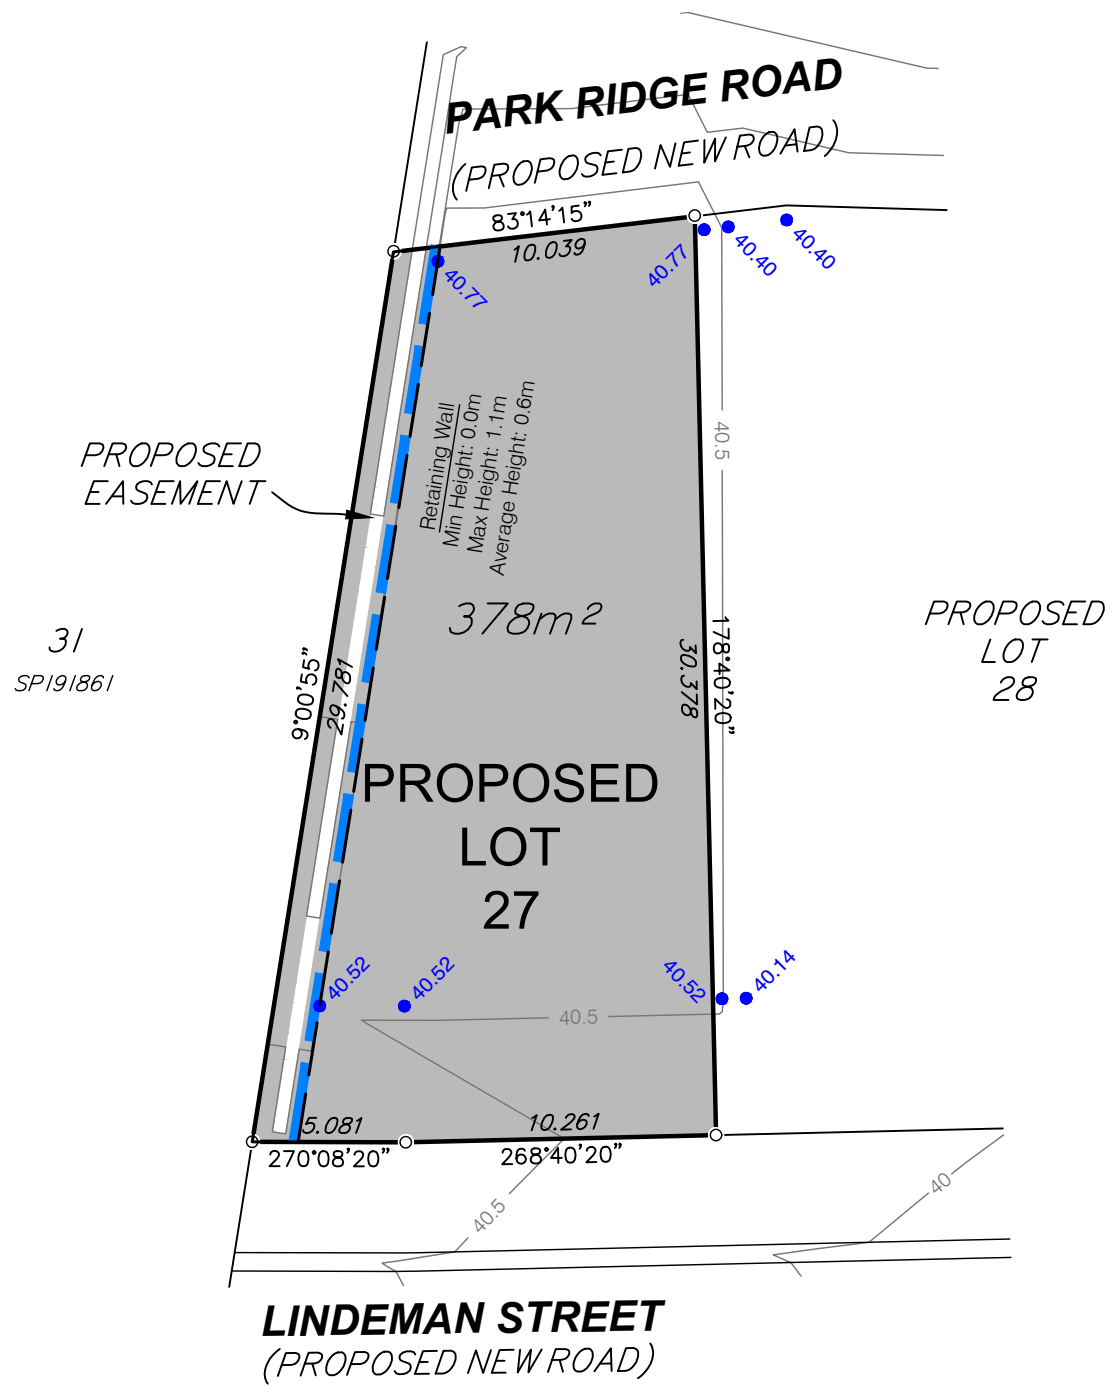 PARK RIDGE ROAD
(PROPOSED NEW ROAD)
83°14'15"
10.039
40.77
40.77
40.40
40.40
Retaining Wall
Min Height: 0.0m
Max Height: 1.1m
Average Height: 0.6m
40.5
PROPOSED
EASEMENT
378m²
31
SP191861
9°00'55"
29.781
30.378
178°40'20"
PROPOSED
LOT
28
PROPOSED
LOT
27
40.52
40.52
40.52
40.14
40.5
5.081
10.261
270°08'20"
268°40'20"
40.5
40
LINDEMAN STREET
(PROPOSED NEW ROAD)